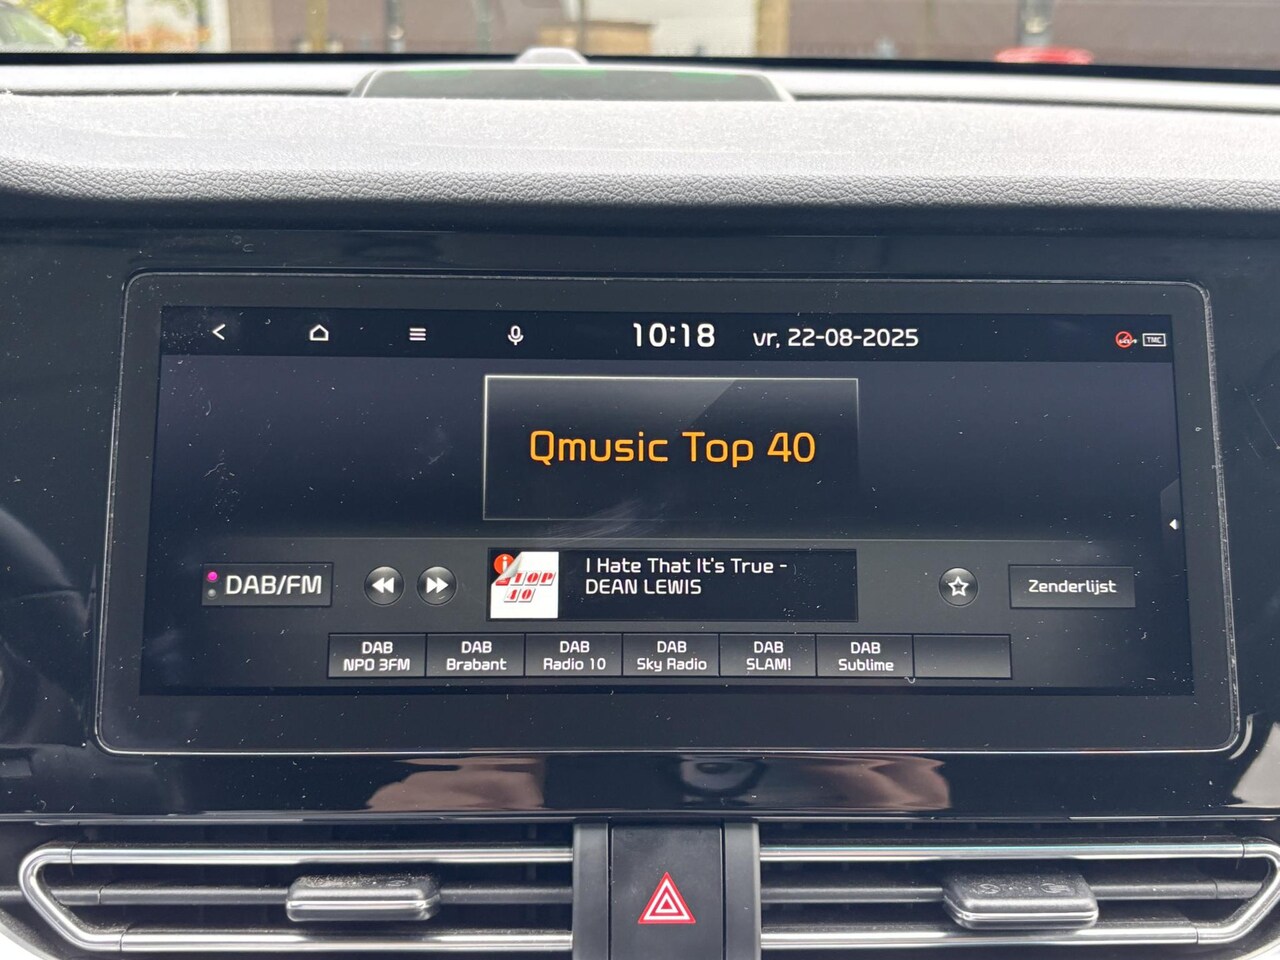 10:18 vr, 22-08-2025
TMC
Qmusic Top 40
DAB/FM
TOP
40
I Hate That It's True -
DEAN LEWIS
Zenderlijst
DAB
NPO 3FM
DAB
Brabant
DAB
Radio 10
DAB
Sky Radio
DAB
SLAM!
DAB
Sublime